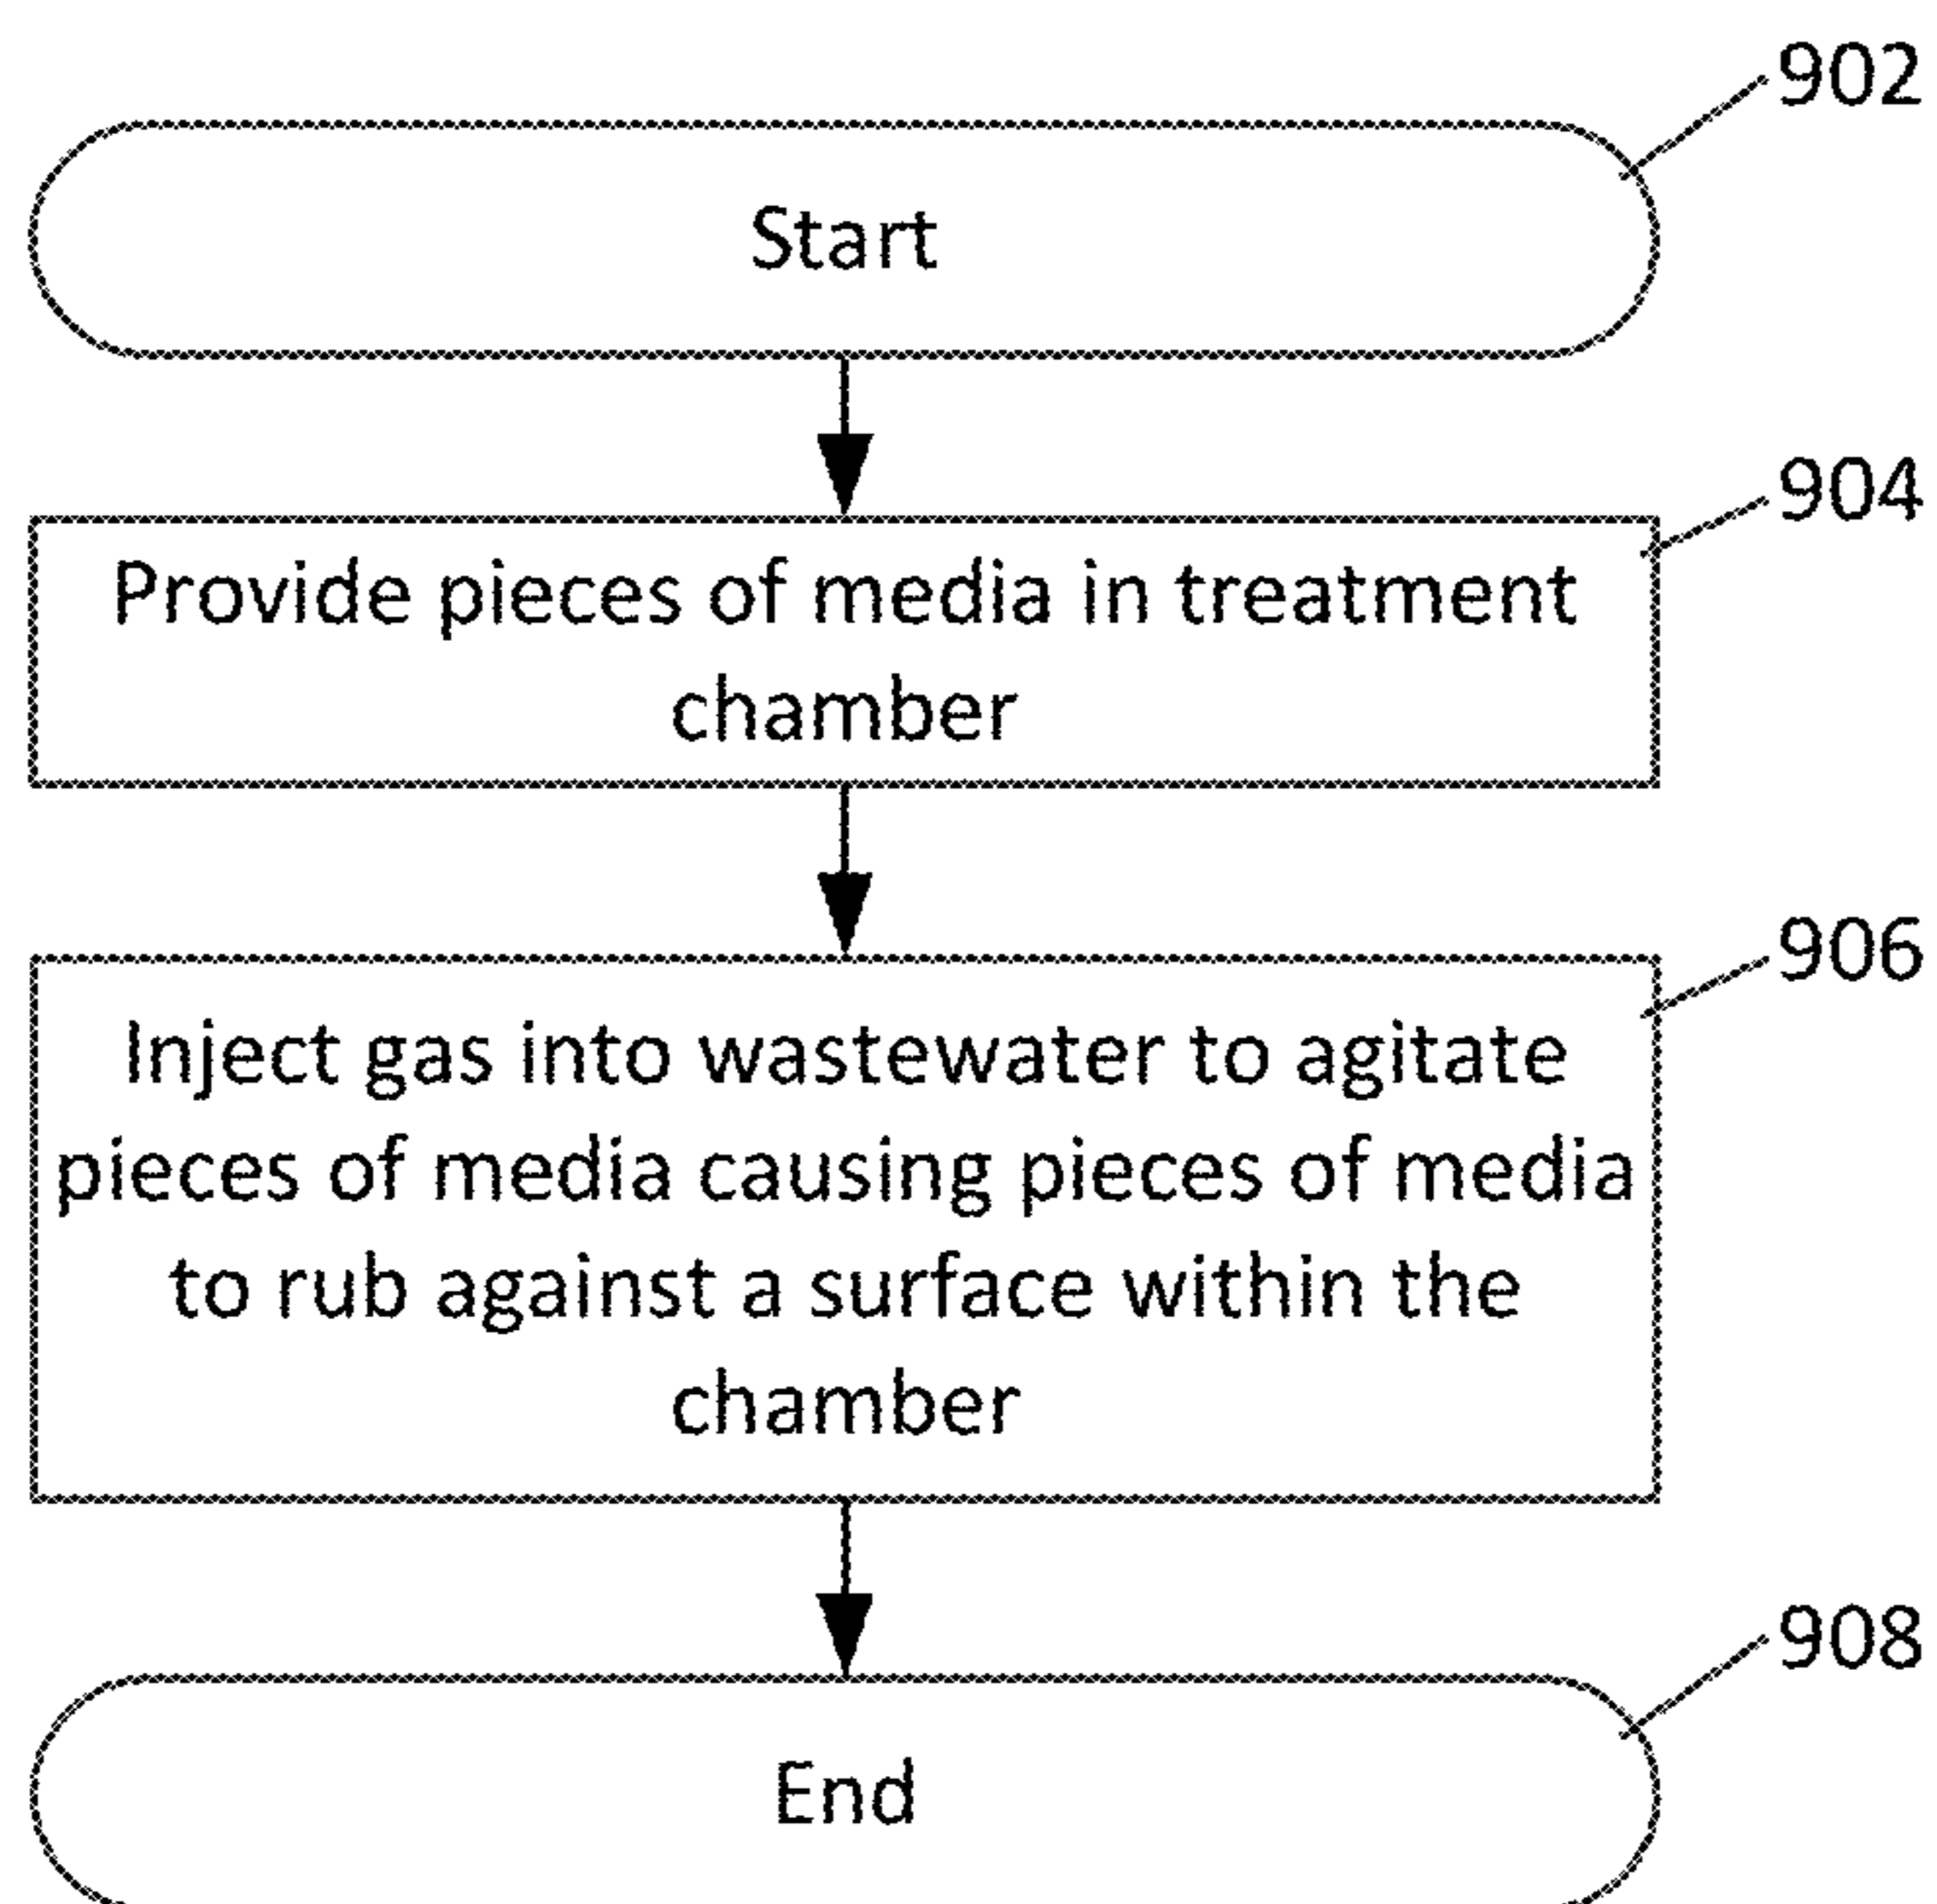 902
Start
904
Provide pieces of media in treatment
chamber
906
Inject gas into wastewater to agitate
pieces of media causing pieces of media
to rub against a surface within the
chamber
908
End